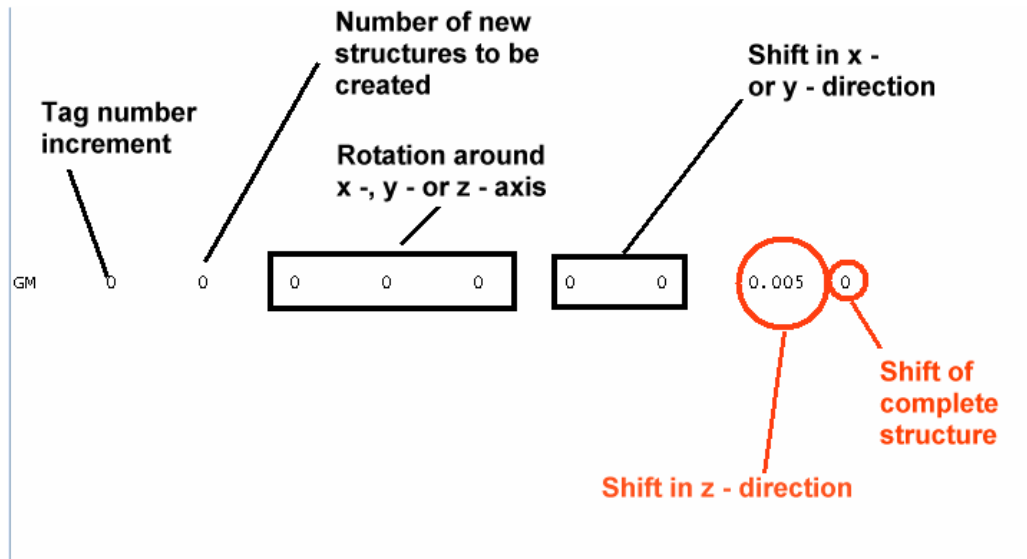 Number of new
structures to be
created
Shift in x -
or y - direction
Tag number
increment
Rotation around
x -, y - or z - axis
GM 0 0 0 0 0 0 0 0.005 0
Shift of
complete
structure
Shift in z - direction